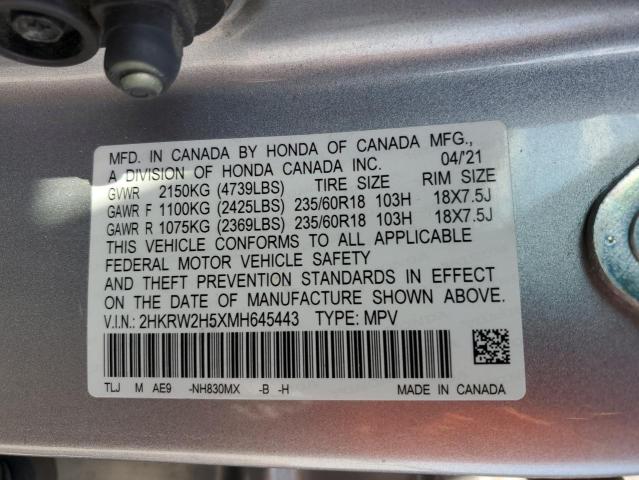 MFD. IN CANADA BY HONDA OF CANADA MFG.,
A DIVISION OF HONDA CANADA INC. 04/'21
GVWR 2150KG (4739LBS) TIRE SIZE RIM SIZE
GAWR F 1100KG (2425LBS) 235/60R18 103H 18X7.5J
GAWR R 1075KG (2369LBS) 235/60R18 103H 18X7.5J
THIS VEHICLE CONFORMS TO ALL APPLICABLE
FEDERAL MOTOR VEHICLE SAFETY
AND THEFT PREVENTION STANDARDS IN EFFECT
ON THE DATE OF MANUFACTURE SHOWN ABOVE.
V.I.N.: 2HKRW2H5XMH645443 TYPE: MPV
TLJ M AE9 -NH830MX -B -H MADE IN CANADA